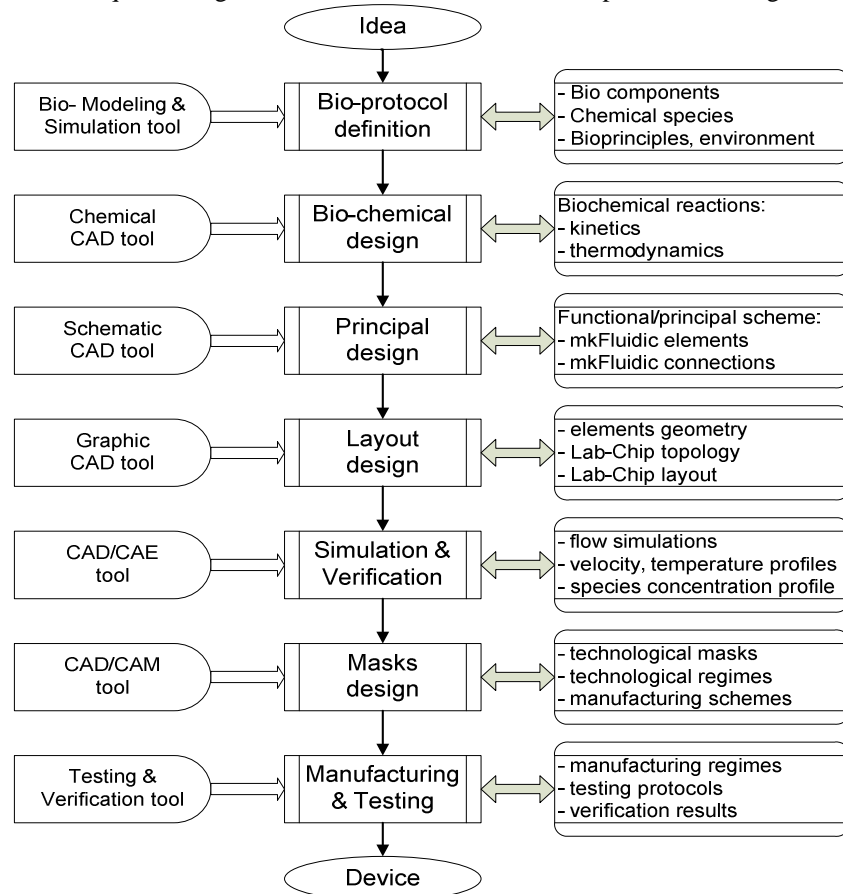 Idea
Bio- Modeling &
Simulation tool
Bio-protocol
definition
- Bio components
- Chemical species
- Bioprinciples, environment
Chemical
CAD tool
Bio-chemical
design
Biochemical reactions:
- kinetics
- thermodynamics
Schematic
CAD tool
Principal
design
Functional/principal scheme:
- mkFluidic elements
- mkFluidic connections
Graphic
CAD tool
Layout
design
- elements geometry
- Lab-Chip topology
- Lab-Chip layout
CAD/CAE
tool
Simulation &
Verification
- flow simulations
- velocity, temperature profiles
- species concentration profile
CAD/CAM
tool
Masks
design
- technological masks
- technological regimes
- manufacturing schemes
Testing &
Verification tool
Manufacturing
& Testing
- manufacturing regimes
- testing protocols
- verification results
Device